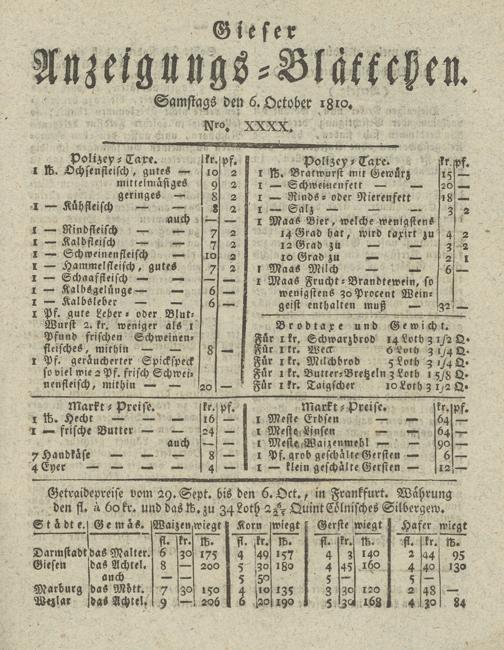 Gieser
Anzeigungs=Blättchen.
Samstags den 6. October 1810.
Nro. XXXX.
Polizey=Taxe. kr. pf.
1 lb. Ochsenfleisch, gutes — 10 2
mittelmäsiges 9 2
geringes — 8 2
1 — Kühfleisch — — 8 2
auch — — —
1 — Rindfleisch — — 7 2
1 — Kalbfleisch — — 7 2
1 — Schweinenfleisch — 10 2
1 — Hammelfleisch, gutes 7 2
1 — Schaaffleisch — — — —
1 — Kalbsgelünge — — 6 —
1 — Kalbsleber — — 6 —
1 Pf. gute Leber= oder Blut=
Wurst 2 kr. weniger als 1
Pfund frischen Schweinen=
fleisches, mithin — — 8 —
1 Pf. geräucherter Spickspeck
so viel wie 2 Pf. frisch Schwei=
nenfleisch, mithin — — 20 —
Polizey=Taxe. kr. pf.
1 lb. Bratwurst mit Gewürz 15 —
1 — Schweinenfett — — 20 —
1 — Rinds= oder Nierenfett 18 —
1 — Salz — — — 3 2
1 Maas Bier, welche wenigstens
14 Grad hat, wird taxirt zu 4 2
12 Grad zu — — 3 2
10 Grad zu — — 2 1
1 Maas Milch — — 6 —
1 Maas Frucht=Brandtewein, so
wenigstens 30 Procent Wein=
geist enthalten muß — 32 —
Brodtaxe und Gewicht.
Für 1 kr. Schwarzbrod 14 Loth 3 1/2 Q.
Für 1 kr. Weck 6 Loth 3 1/4 Q.
Für 1 kr. Milchbrod 5 Loth 3 1/4 Q.
Für 1 kr. Butter=Bretzeln 3 Loth 15/8 Q.
Für 1 kr. Taigscher 10 Loth 3 1/2 Q.
Markt=Preise. kr. pf.
1 lb. Hecht — — — 16 —
1 — frische Butter — — 24 —
auch — — — —
7 Handkäse — — — 8 —
4 Eyer — — — 4 —
Markt=Preise. kr. pf.
1 Meste Erbsen — — 64 —
1 Meste Linsen — — 64 —
1 Meste Waizenmehl — 90 —
1 Pf. grob geschälte Gersten — 6 —
1 — klein geschälte Gersten — 12 —
Getraidepreise vom 29. Sept. bis den 6. Oct., in Frankfurt. Währung
den fl. à 60 kr. und das lb. zu 34 Loth 2 Quint Cölnisches Silbergew.
Städte. Gemäs. Waizen wiegt Korn wiegt Gerste wiegt Hafer wiegt
fl. kr. lb. fl. kr. lb. fl. kr. lb. fl. kr. lb.
Darmstadt das Malter. 6 30 175 4 49 157 4 3 140 2 44 95
Giesen das Achtel. 8 — 200 5 30 180 4 45 160 4 40 130
auch — — 5 50 5 — 5 —
Marburg das Mött. 7 30 150 4 10 135 3 30 120 2 48 —
Wezlar das Achtel. 9 — 206 6 20 190 5 30 168 4 30 84